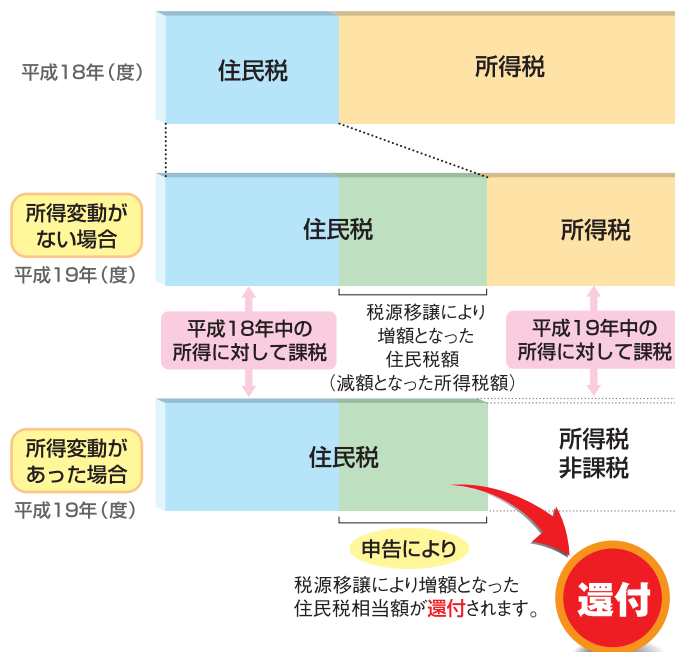 平成18年（度）
住民税
所得税
所得変動が
ない場合
平成19年（度）
住民税
所得税
平成18年中の
所得に対して課税
税源移譲により
増額となった
住民税額
（減額となった所得税額）
平成19年中の
所得に対して課税
所得変動が
あった場合
平成19年（度）
住民税
所得税
非課税
申告により
税源移譲により増額となった
住民税相当額が還付されます。
還付